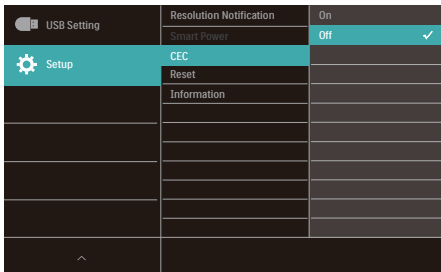 USB Setting
Setup
Resolution Notification
Smart Power
CEC
Reset
Information
On
Off